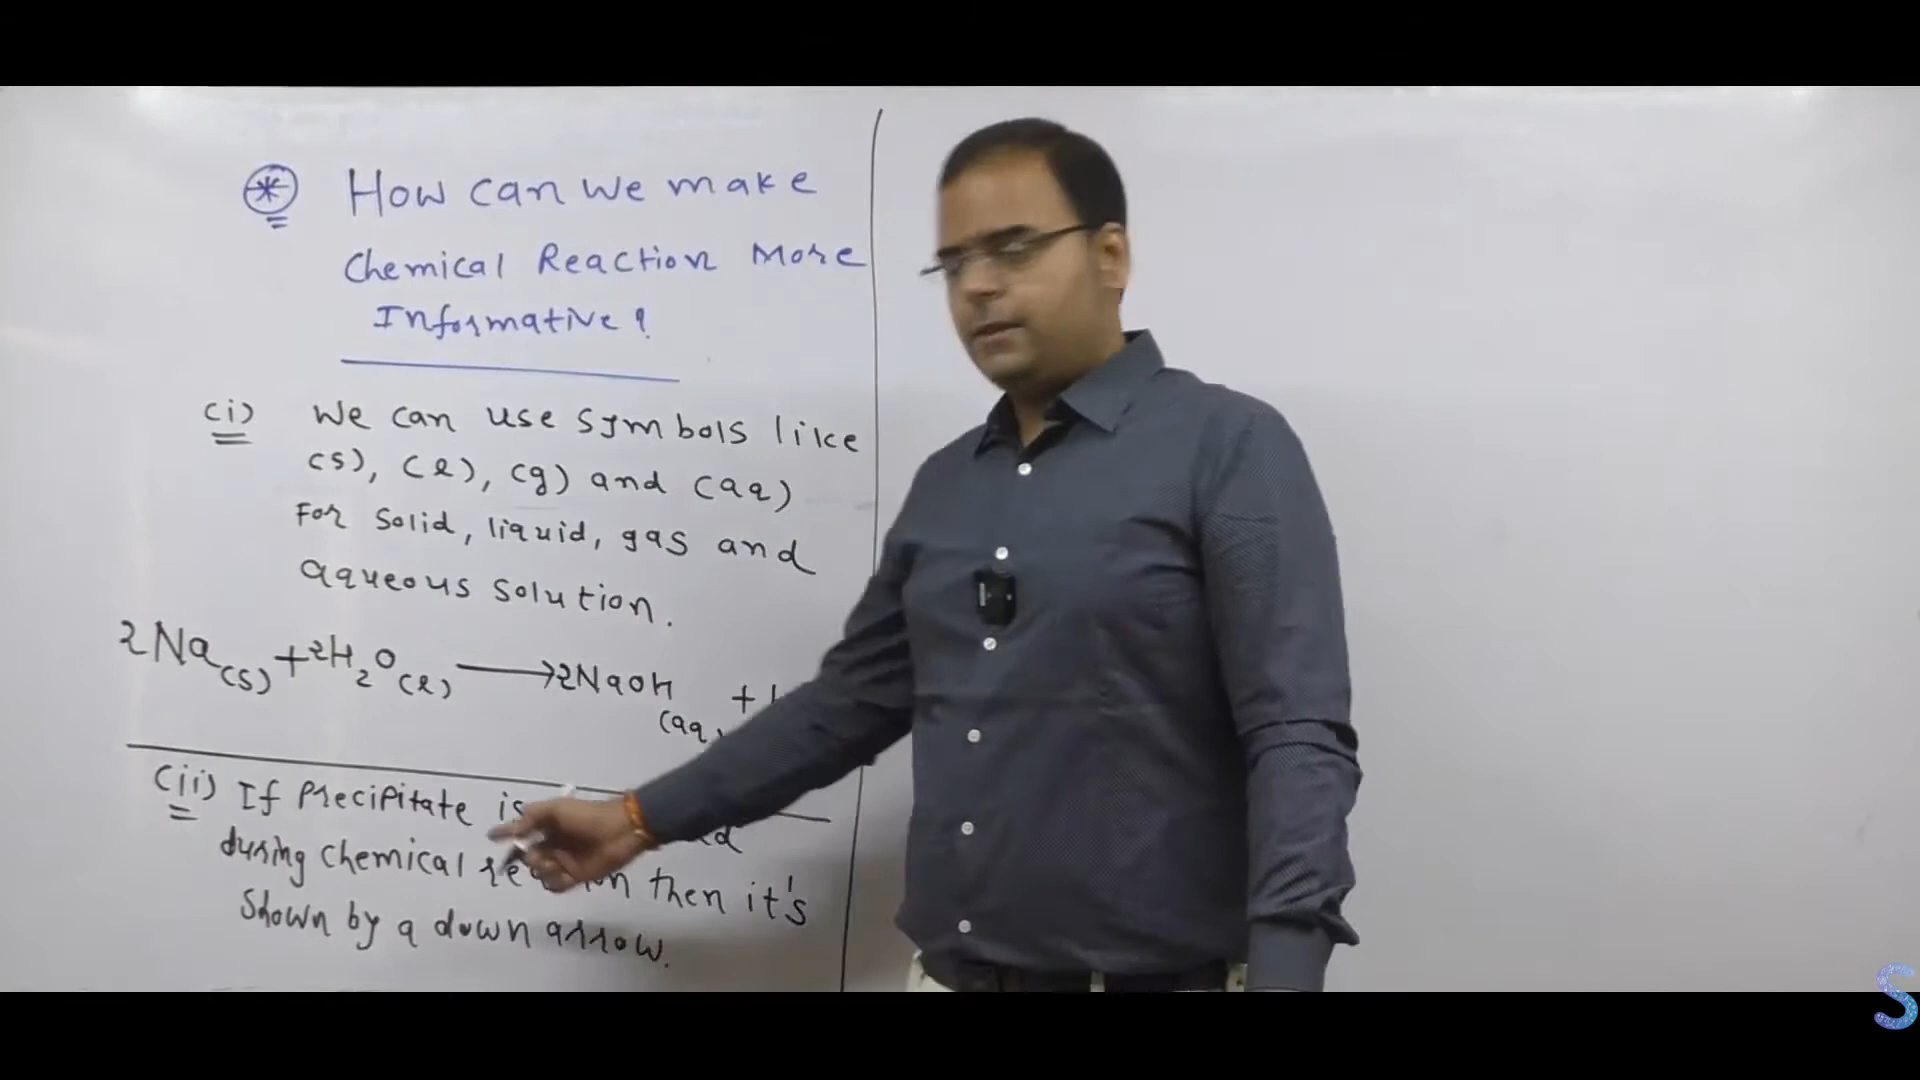 How can we make
Chemical Reaction More
Informative?
(i) We can use symbols like
(s), (l), (g) and (aq)
For Solid, liquid, gas and
aqueous solution.
2Na(s) + 2H2O(l) → 2NaOH(aq) +
(ii) If Precipitate is
during chemical then it's
Shown by a down arrow.
S